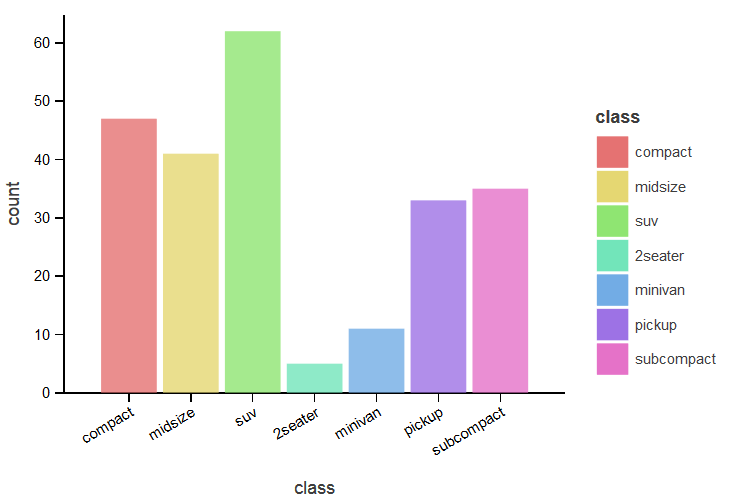 60
50
40
30
20
10
0
count
compact
midsize
suv
2seater
minivan
pickup
subcompact
class
class
compact
midsize
suv
2seater
minivan
pickup
subcompact